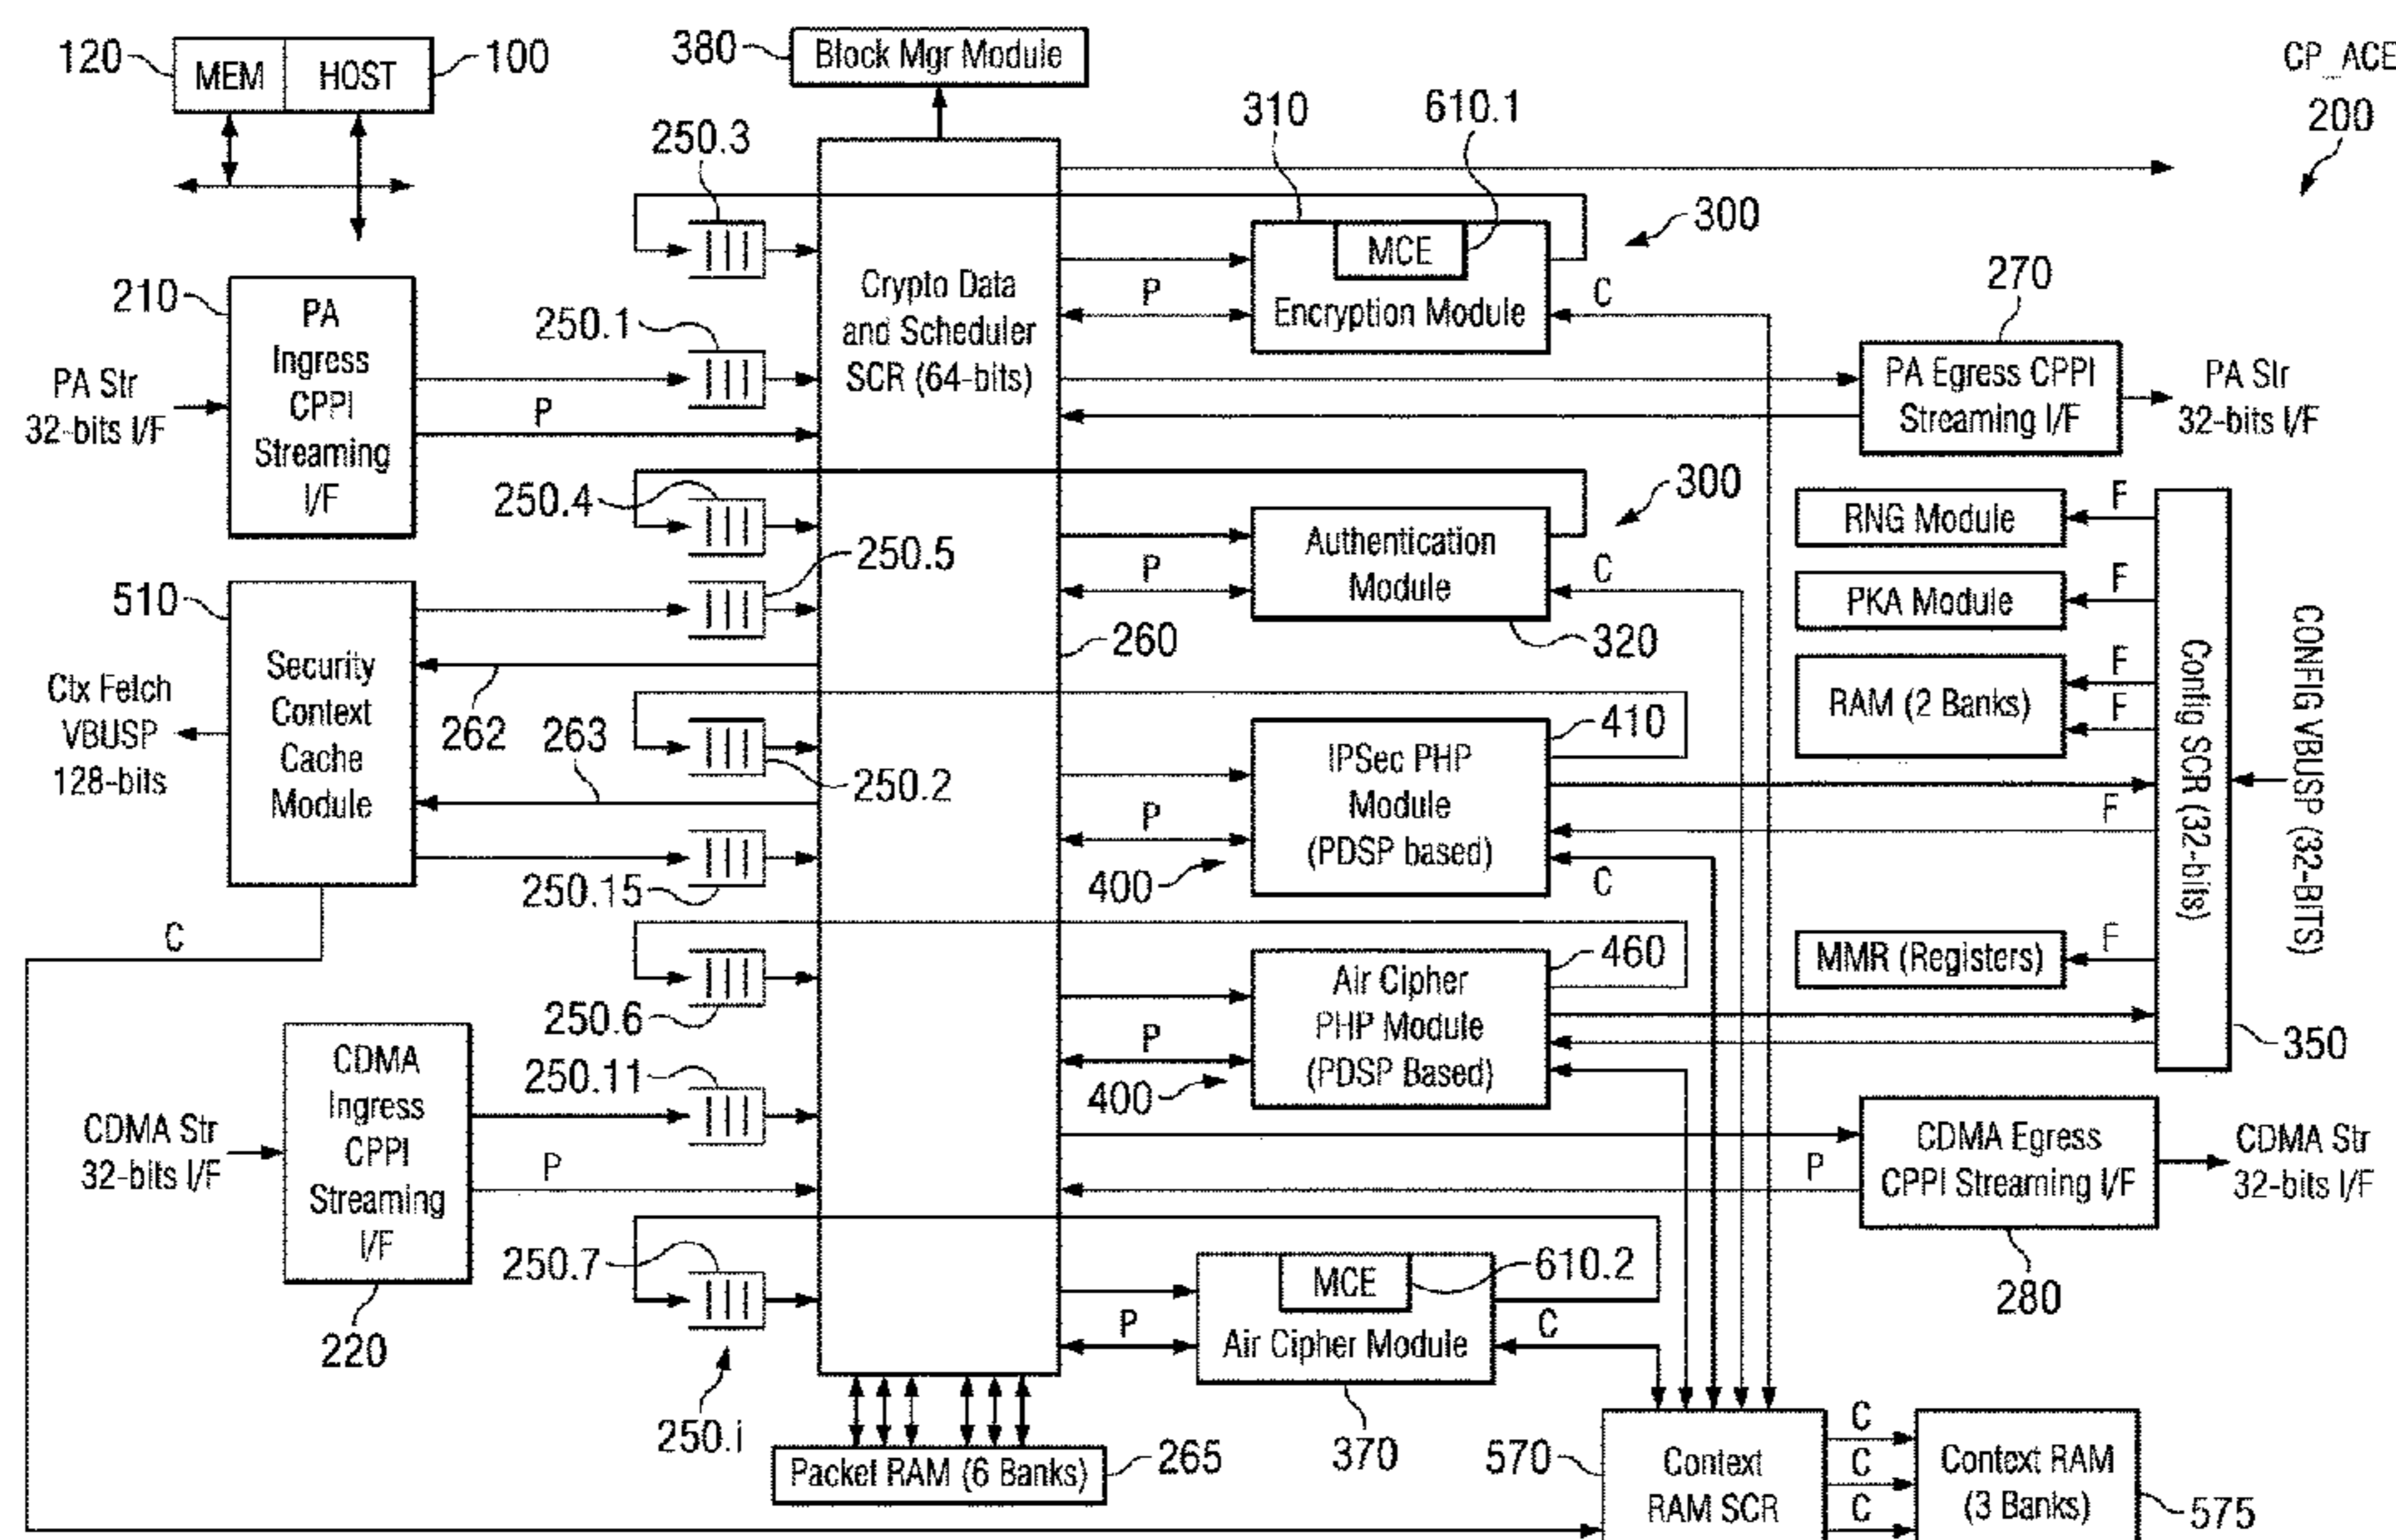 120
MEM
HOST
100
380
Block Mgr Module
CP_ACE
200
310
610.1
250.3
MCE
Encryption Module
300
P
C
210
PA
Ingress
CPPI
Streaming
I/F
PA Str
32-bits I/F
250.1
P
Crypto Data
and Scheduler
SCR (64-bits)
270
PA Egress CPPI
Streaming I/F
PA Str
32-bits I/F
250.4
250.5
300
Authentication
Module
P
C
320
260
RNG Module
F
PKA Module
F
RAM (2 Banks)
F
F
MMR (Registers)
F
Config SCR (32-bits)
CONFIG VBUSP (32-BITS)
350
510
Security
Context
Cache
Module
Ctx Fetch
VBUSP
128-bits
262
263
250.2
250.15
C
410
IPSec PHP
Module
(PDSP based)
P
400
F
C
250.6
460
Air Cipher
PHP Module
(PDSP Based)
P
400
CDMA
Ingress
CPPI
Streaming
I/F
CDMA Str
32-bits I/F
250.11
P
220
CDMA Egress
CPPI Streaming I/F
P
CDMA Str
32-bits I/F
280
250.7
250.i
MCE
610.2
Air Cipher Module
P
C
370
Packet RAM (6 Banks)
265
570
Context
RAM SCR
C
C
C
Context RAM
(3 Banks)
575